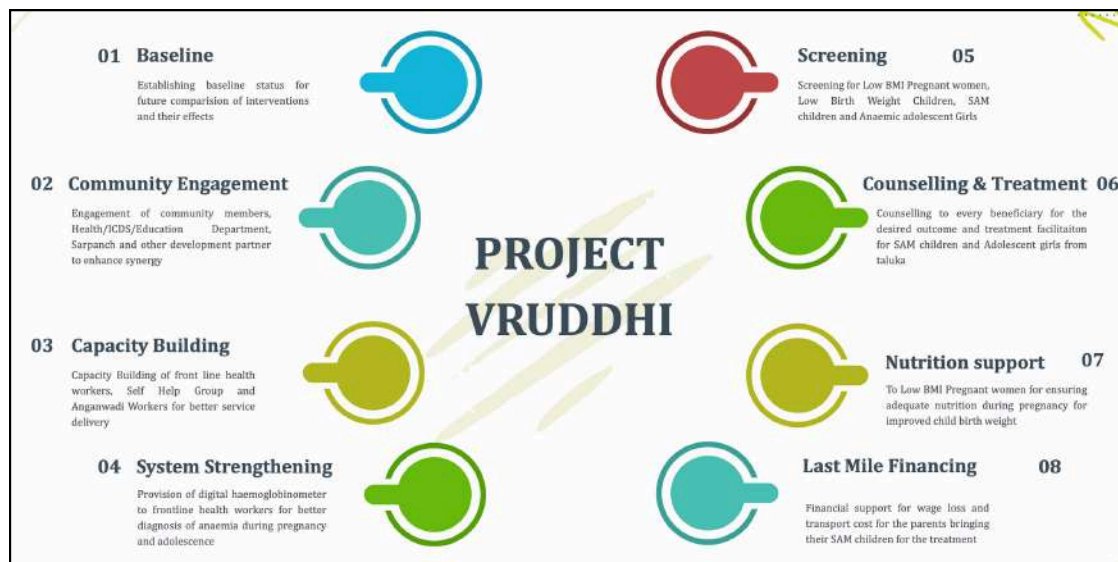 01 Baseline
Establishing baseline status for
future comparision of interventions
and their effects
02 Community Engagement
Engagement of community members,
Health/ICDS/Education Department,
Sarpanch and other development partner
to enhance synergy
03 Capacity Building
Capacity Building of front line health
workers, Self Help Group and
Anganwadi Workers for better service
delivery
04 System Strengthening
Provision of digital haemoglobinometer
to frontline health workers for better
diagnosis of anaemia during pregnancy
and adolescence
PROJECT
VRUDDHI
Screening 05
Screening for Low BMI Pregnant women,
Low Birth Weight Children, SAM
children and Anaemic adolescent Girls
Counselling & Treatment 06
Counselling to every beneficiary for the
desired outcome and treatment facilitaiton
for SAM children and Adolescent girls from
taluka
Nutrition support 07
To Low BMI Pregnant women for ensuring
adequate nutrition during pregnancy for
improved child birth weight
Last Mile Financing 08
Financial support for wage loss and
transport cost for the parents bringing
their SAM children for the treatment